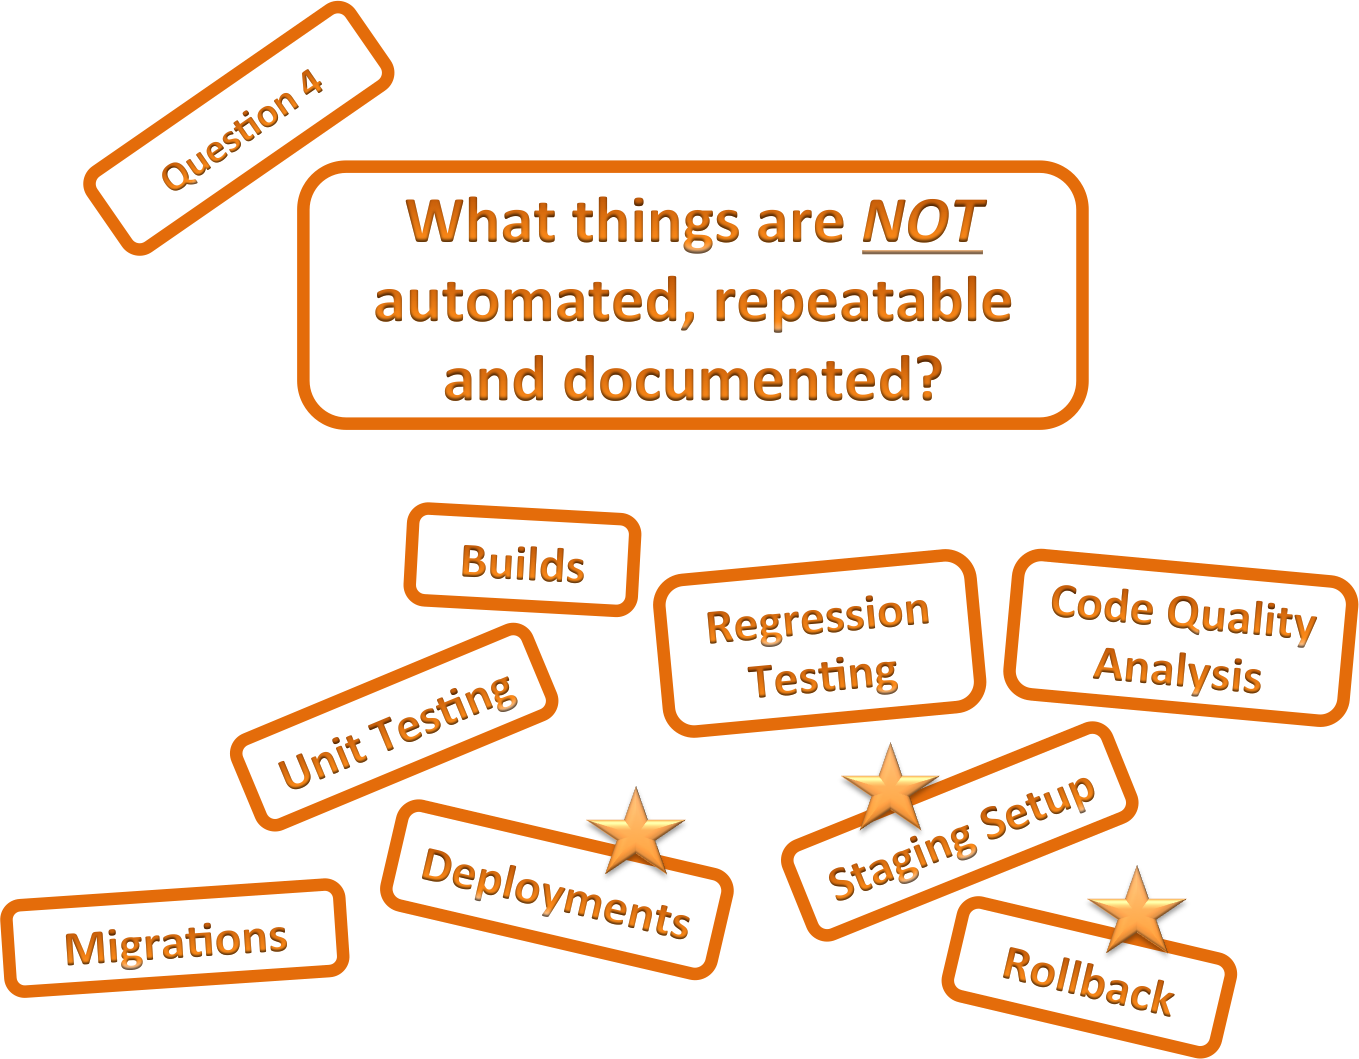 Question 4
What things are NOT
automated, repeatable
and documented?
Builds
Regression
Testing
Code Quality
Analysis
Unit Testing
Deployments
Staging Setup
Migrations
Rollback